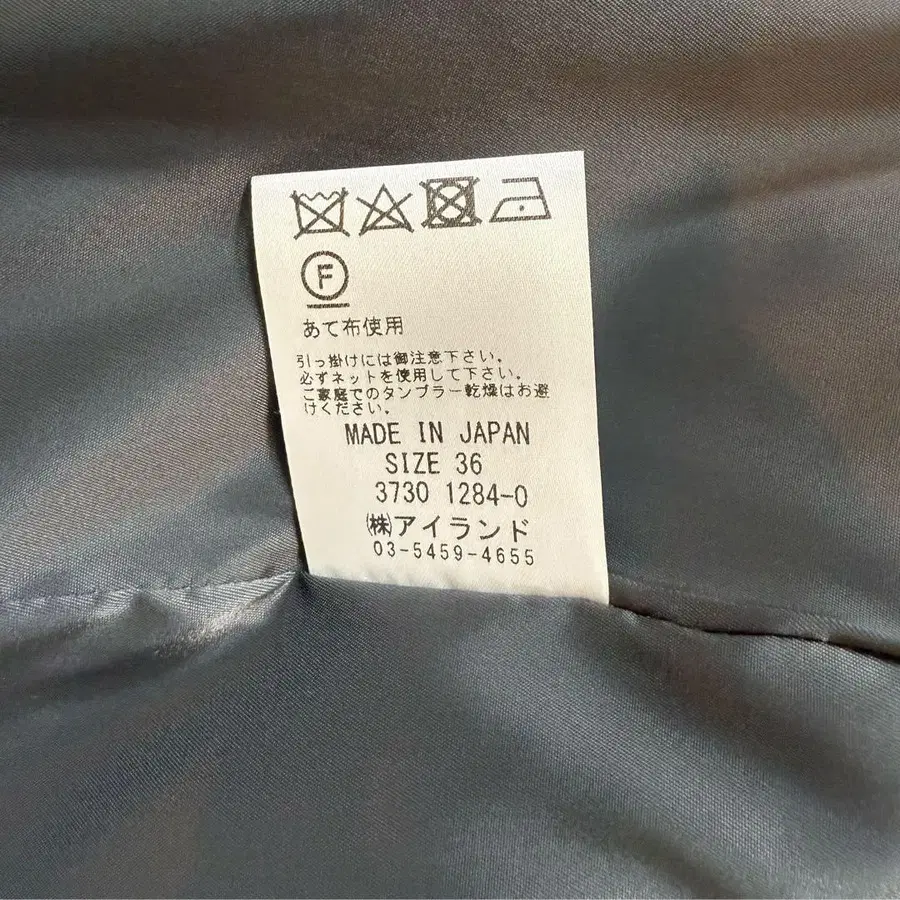 F
あて布使用
引っ掛けには御注意下さい。
必ずネットを使用して下さい。
ご家庭でのタンブラー乾燥はお避
けください。
MADE IN JAPAN
SIZE 36
3730 1284-0
㈱アイランド
03-5459-4655